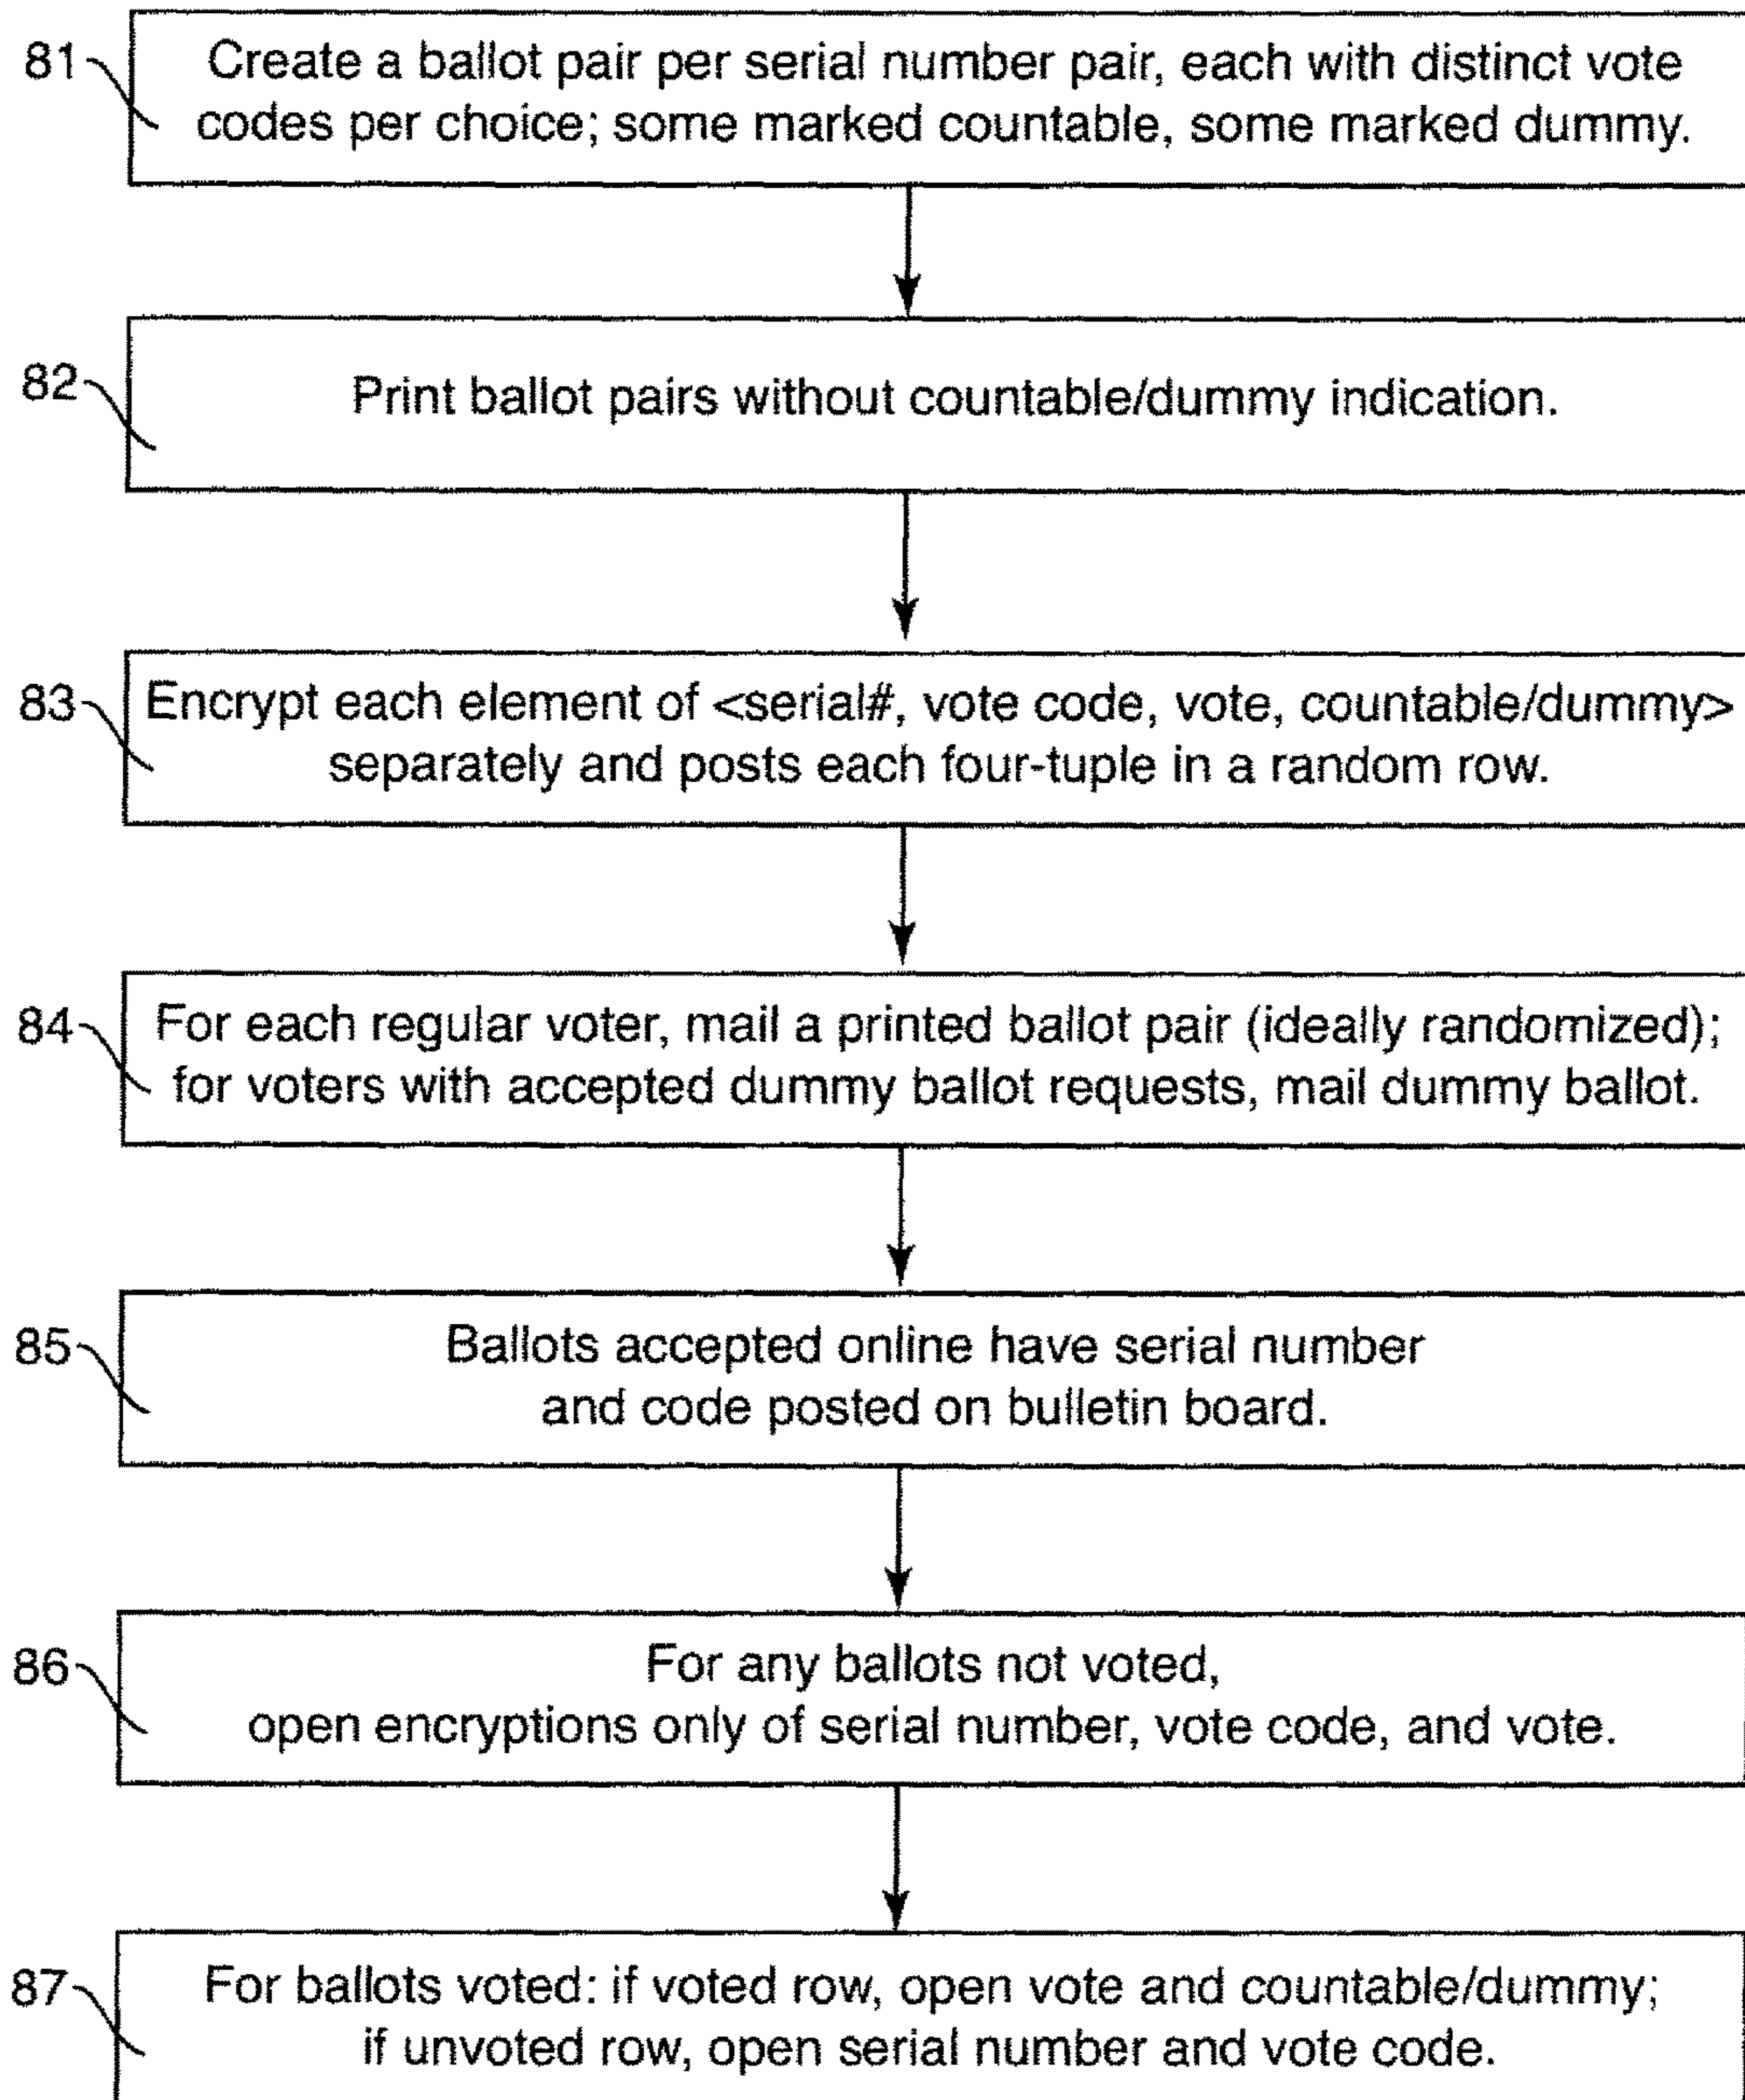 81
Create a ballot pair per serial number pair, each with distinct vote
codes per choice; some marked countable, some marked dummy.
82
Print ballot pairs without countable/dummy indication.
83
Encrypt each element of <serial#, vote code, vote, countable/dummy>
separately and posts each four-tuple in a random row.
84
For each regular voter, mail a printed ballot pair (ideally randomized);
for voters with accepted dummy ballot requests, mail dummy ballot.
85
Ballots accepted online have serial number
and code posted on bulletin board.
86
For any ballots not voted,
open encryptions only of serial number, vote code, and vote.
87
For ballots voted: if voted row, open vote and countable/dummy;
if unvoted row, open serial number and vote code.